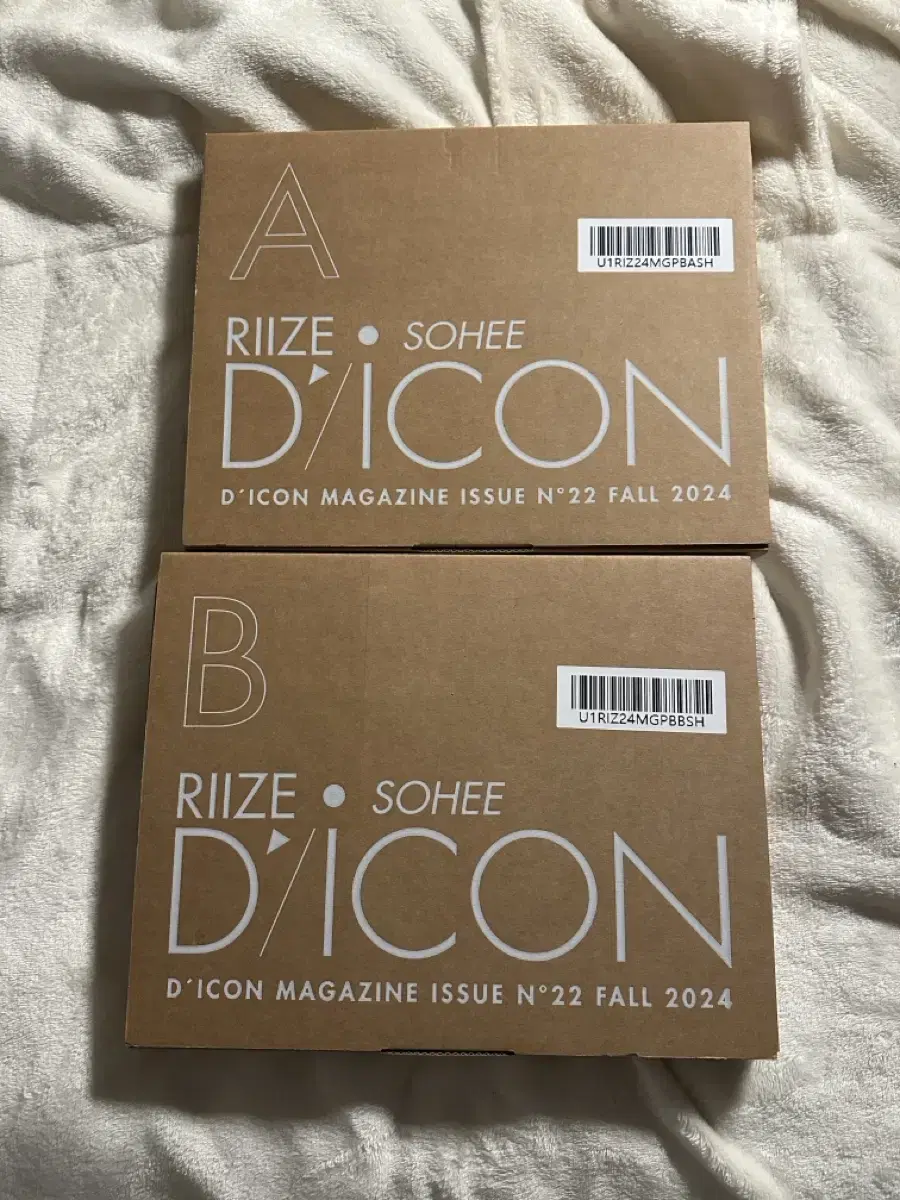 A
U1RIZ24MGPBASH
RIIZE • SOHEE
D'/ICON
D'ICON MAGAZINE ISSUE N°22 FALL 2024
B
U1RIZ24MGPBBSH
RIIZE • SOHEE
D'/ICON
D'ICON MAGAZINE ISSUE N°22 FALL 2024